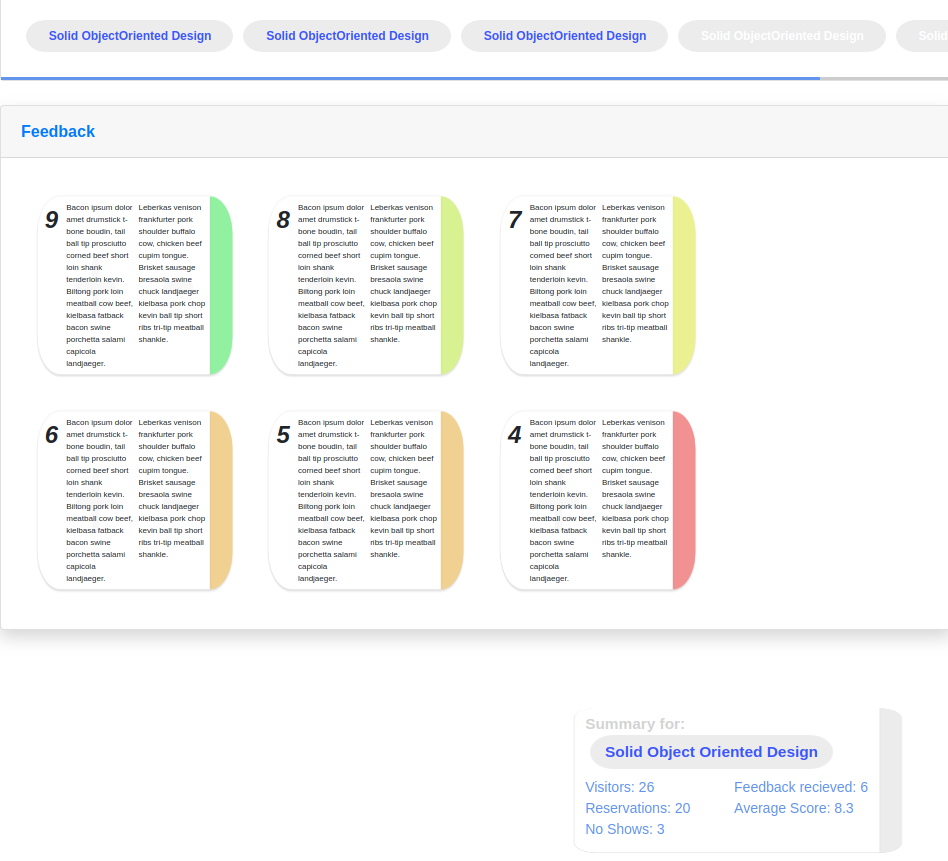 Solid ObjectOriented Design Solid ObjectOriented Design Solid ObjectOriented Design Solid ObjectOriented Design Solid
Feedback
9
Bacon ipsum dolor
amet drumstick t-
bone boudin, tail
ball tip prosciutto
corned beef short
loin shank
tenderloin kevin.
Biltong pork loin
meatball cow beef,
kielbasa fatback
bacon swine
porchetta salami
capicola
landjaeger.
Leberkas venison
frankfurter pork
shoulder buffalo
cow, chicken beef
cupim tongue.
Brisket sausage
bresaola swine
chuck landjaeger
kielbasa pork chop
kevin ball tip short
ribs tri-tip meatball
shankle.
8
Bacon ipsum dolor
amet drumstick t-
bone boudin, tail
ball tip prosciutto
corned beef short
loin shank
tenderloin kevin.
Biltong pork loin
meatball cow beef,
kielbasa fatback
bacon swine
porchetta salami
capicola
landjaeger.
Leberkas venison
frankfurter pork
shoulder buffalo
cow, chicken beef
cupim tongue.
Brisket sausage
bresaola swine
chuck landjaeger
kielbasa pork chop
kevin ball tip short
ribs tri-tip meatball
shankle.
7
Bacon ipsum dolor
amet drumstick t-
bone boudin, tail
ball tip prosciutto
corned beef short
loin shank
tenderloin kevin.
Biltong pork loin
meatball cow beef,
kielbasa fatback
bacon swine
porchetta salami
capicola
landjaeger.
Leberkas venison
frankfurter pork
shoulder buffalo
cow, chicken beef
cupim tongue.
Brisket sausage
bresaola swine
chuck landjaeger
kielbasa pork chop
kevin ball tip short
ribs tri-tip meatball
shankle.
6
Bacon ipsum dolor
amet drumstick t-
bone boudin, tail
ball tip prosciutto
corned beef short
loin shank
tenderloin kevin.
Biltong pork loin
meatball cow beef,
kielbasa fatback
bacon swine
porchetta salami
capicola
landjaeger.
Leberkas venison
frankfurter pork
shoulder buffalo
cow, chicken beef
cupim tongue.
Brisket sausage
bresaola swine
chuck landjaeger
kielbasa pork chop
kevin ball tip short
ribs tri-tip meatball
shankle.
5
Bacon ipsum dolor
amet drumstick t-
bone boudin, tail
ball tip prosciutto
corned beef short
loin shank
tenderloin kevin.
Biltong pork loin
meatball cow beef,
kielbasa fatback
bacon swine
porchetta salami
capicola
landjaeger.
Leberkas venison
frankfurter pork
shoulder buffalo
cow, chicken beef
cupim tongue.
Brisket sausage
bresaola swine
chuck landjaeger
kielbasa pork chop
kevin ball tip short
ribs tri-tip meatball
shankle.
4
Bacon ipsum dolor
amet drumstick t-
bone boudin, tail
ball tip prosciutto
corned beef short
loin shank
tenderloin kevin.
Biltong pork loin
meatball cow beef,
kielbasa fatback
bacon swine
porchetta salami
capicola
landjaeger.
Leberkas venison
frankfurter pork
shoulder buffalo
cow, chicken beef
cupim tongue.
Brisket sausage
bresaola swine
chuck landjaeger
kielbasa pork chop
kevin ball tip short
ribs tri-tip meatball
shankle.
Summary for:
Solid Object Oriented Design
Visitors: 26 Feedback recieved: 6
Reservations: 20 Average Score: 8.3
No Shows: 3